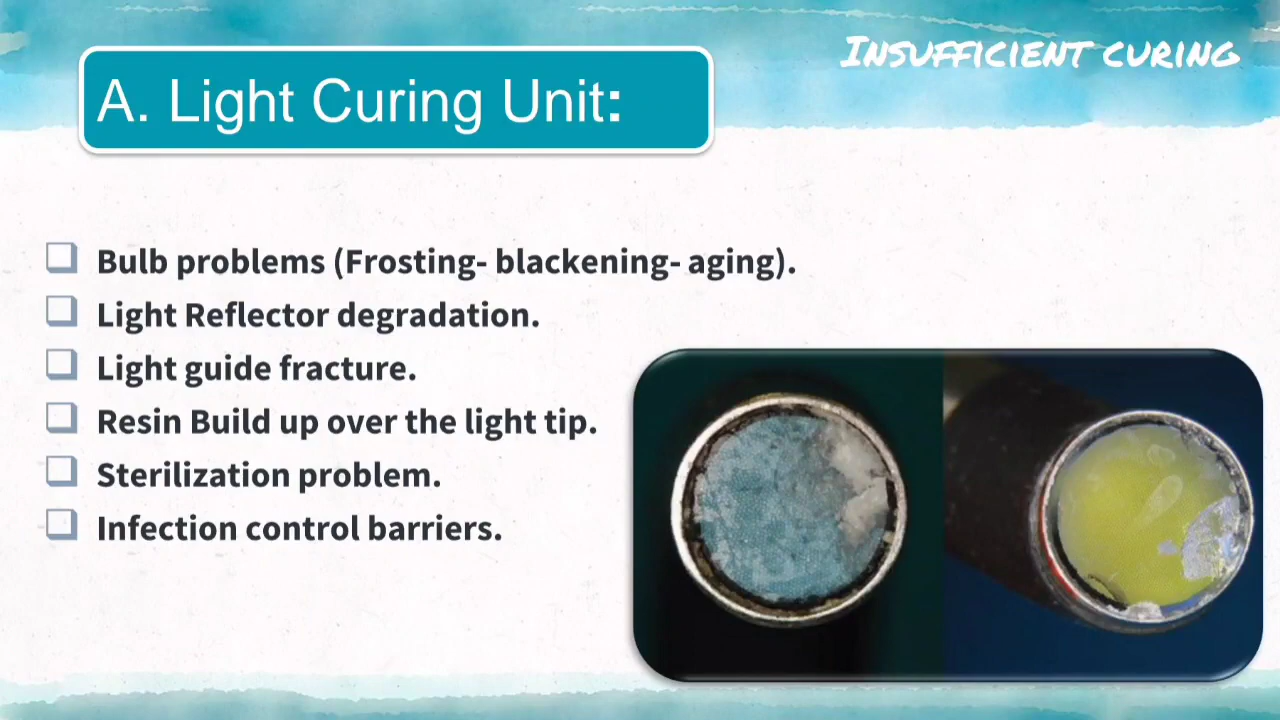 Insufficient curing
A. Light Curing Unit:
Bulb problems (Frosting- blackening- aging).
Light Reflector degradation.
Light guide fracture.
Resin Build up over the light tip.
Sterilization problem.
Infection control barriers.